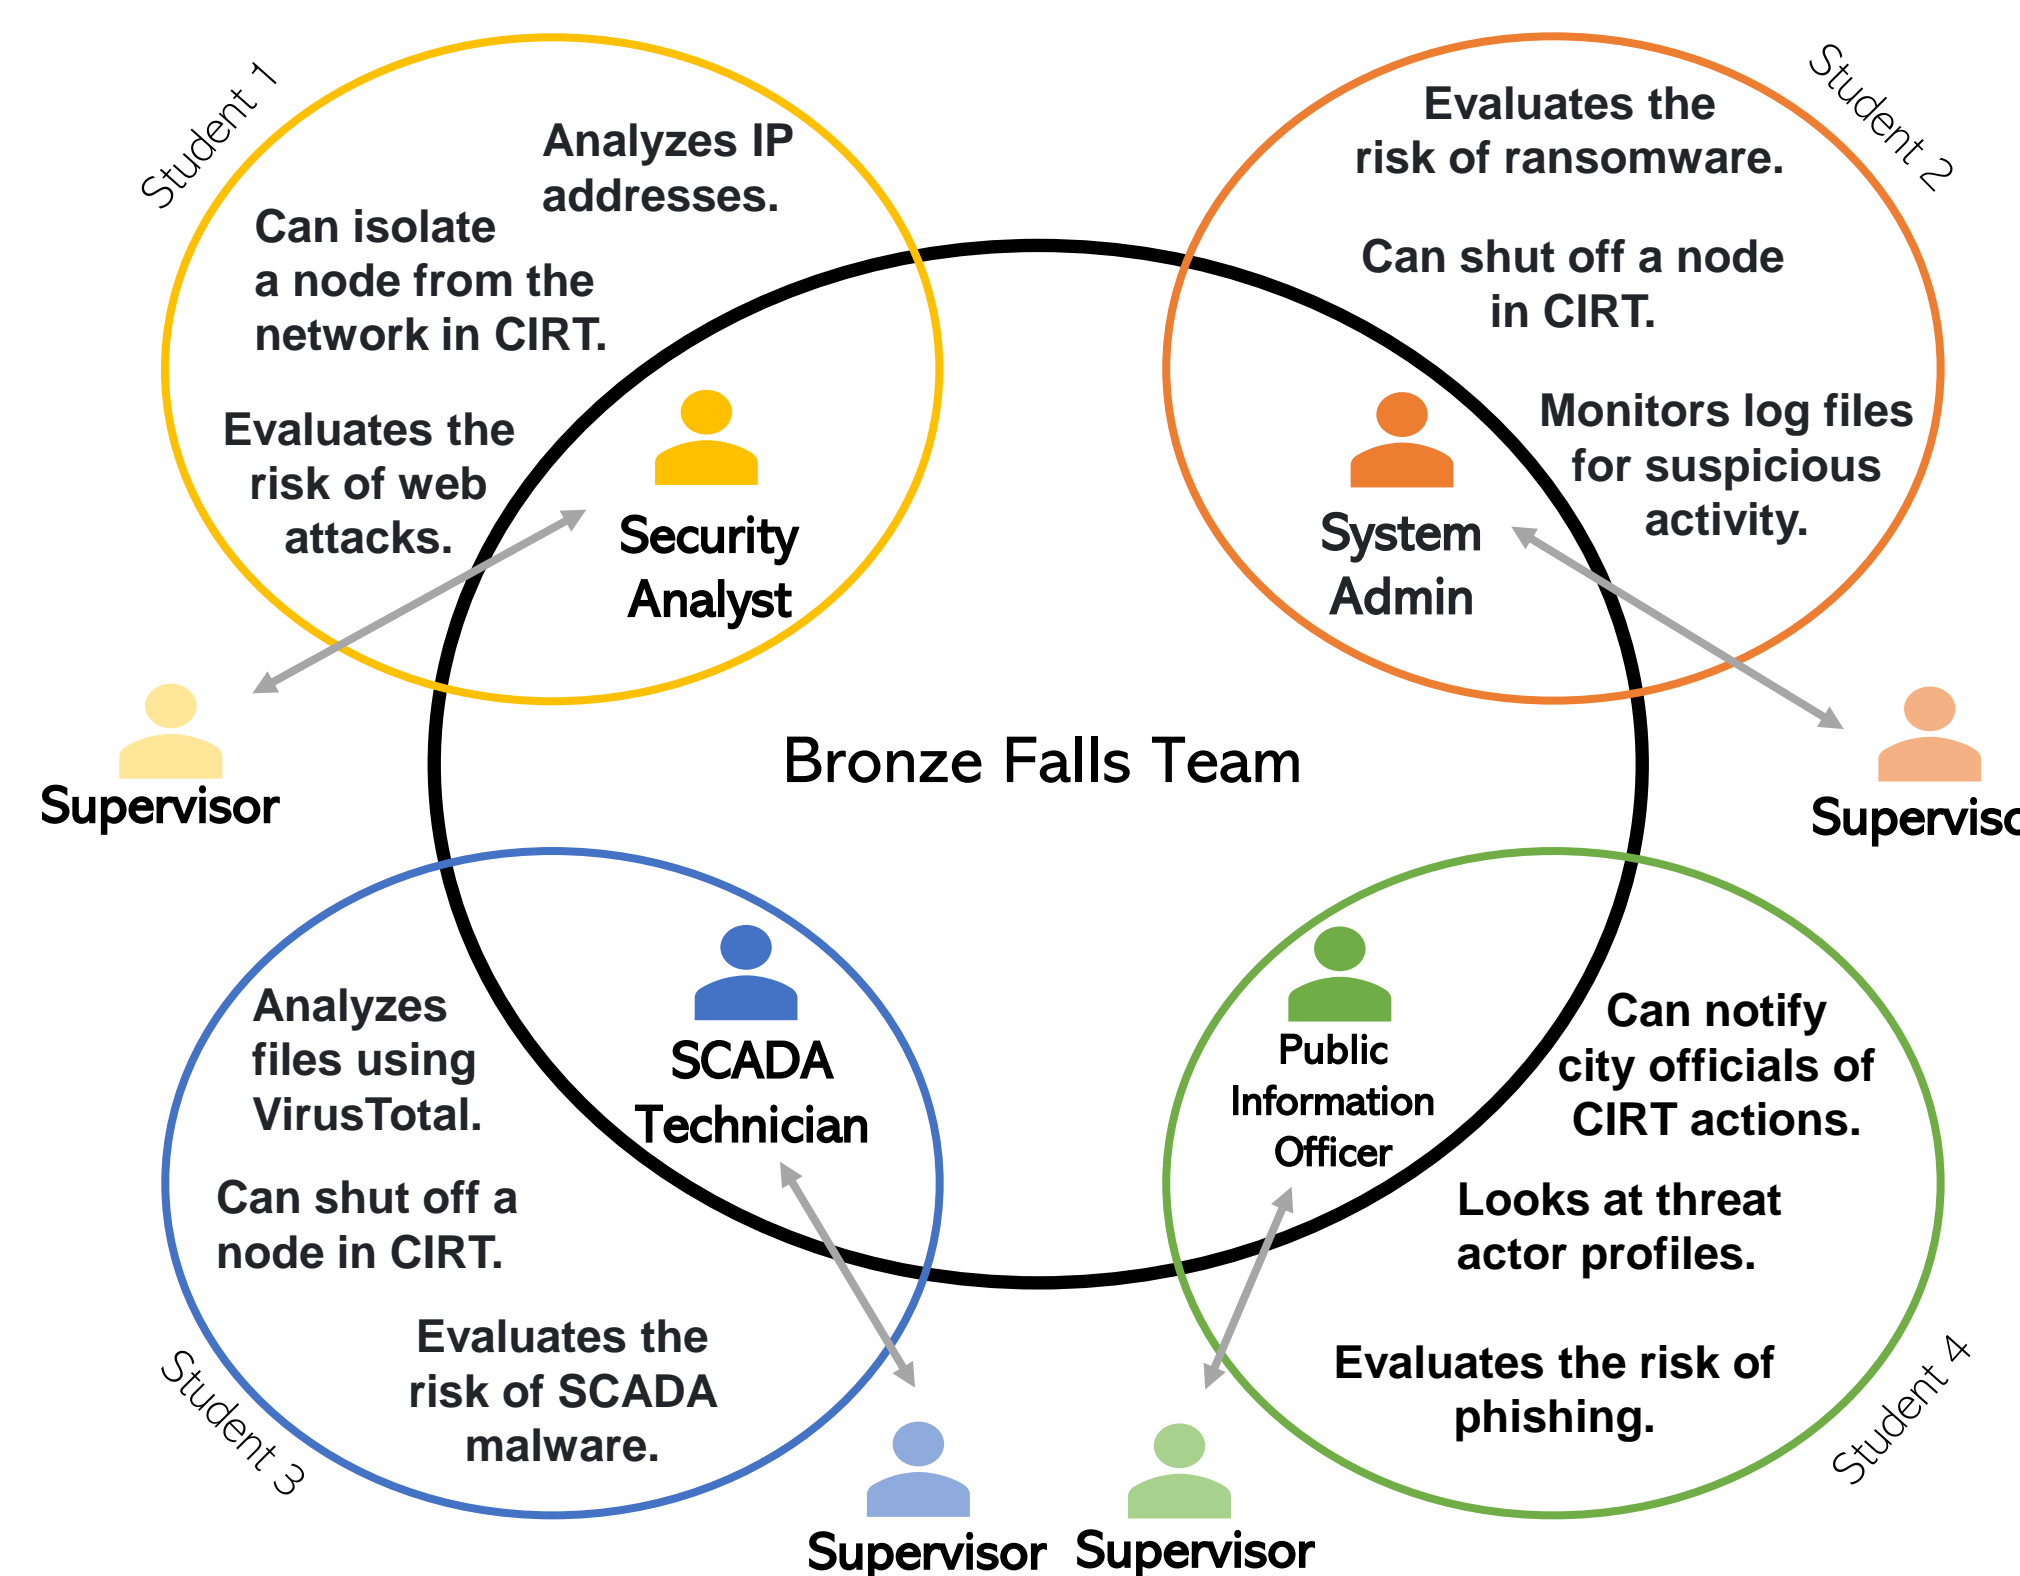 Student 1
Analyzes IP
addresses.
Can isolate
a node from the
network in CIRT.
Evaluates the
risk of web
attacks.
Security
Analyst
Supervisor
Student 2
Evaluates the
risk of ransomware.
Can shut off a node
in CIRT.
Monitors log files
for suspicious
activity.
System
Admin
Superviso
Bronze Falls Team
SCADA
Technician
Analyzes
files using
VirusTotal.
Can shut off a
node in CIRT.
Evaluates the
risk of SCADA
malware.
Student 3
Supervisor
Public
Information
Officer
Can notify
city officials of
CIRT actions.
Looks at threat
actor profiles.
Evaluates the risk of
phishing.
Student 4
Supervisor